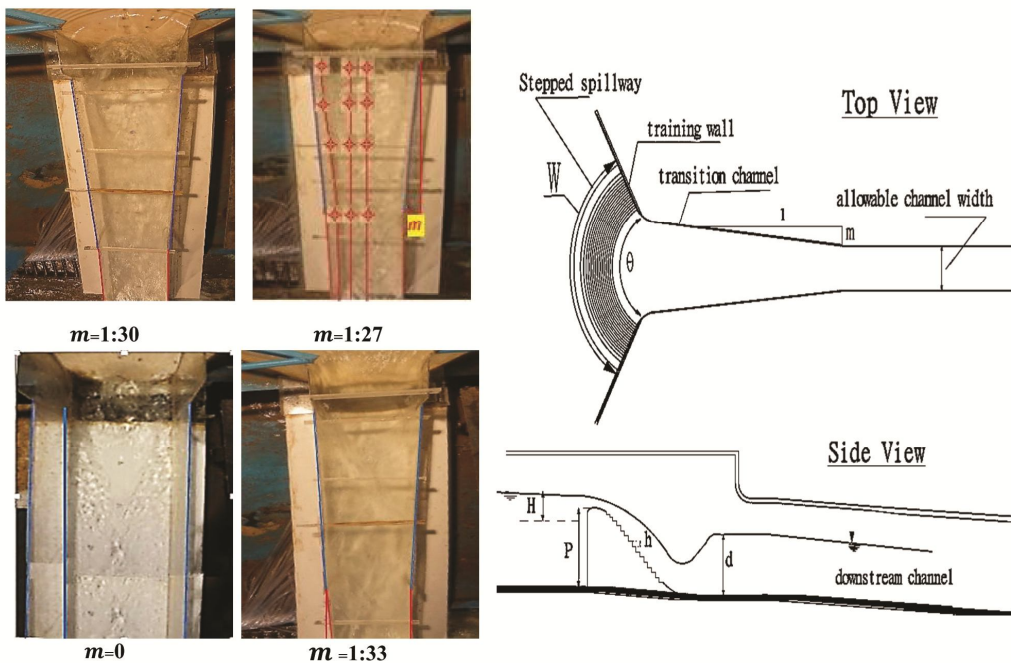 m
m=1:30
m=1:27
m=0
m=1:33
Stepped spillway
Top View
training wall
W
transition channel
allowable channel width
1
m
θ
Side View
H
P
h
d
downstream channel